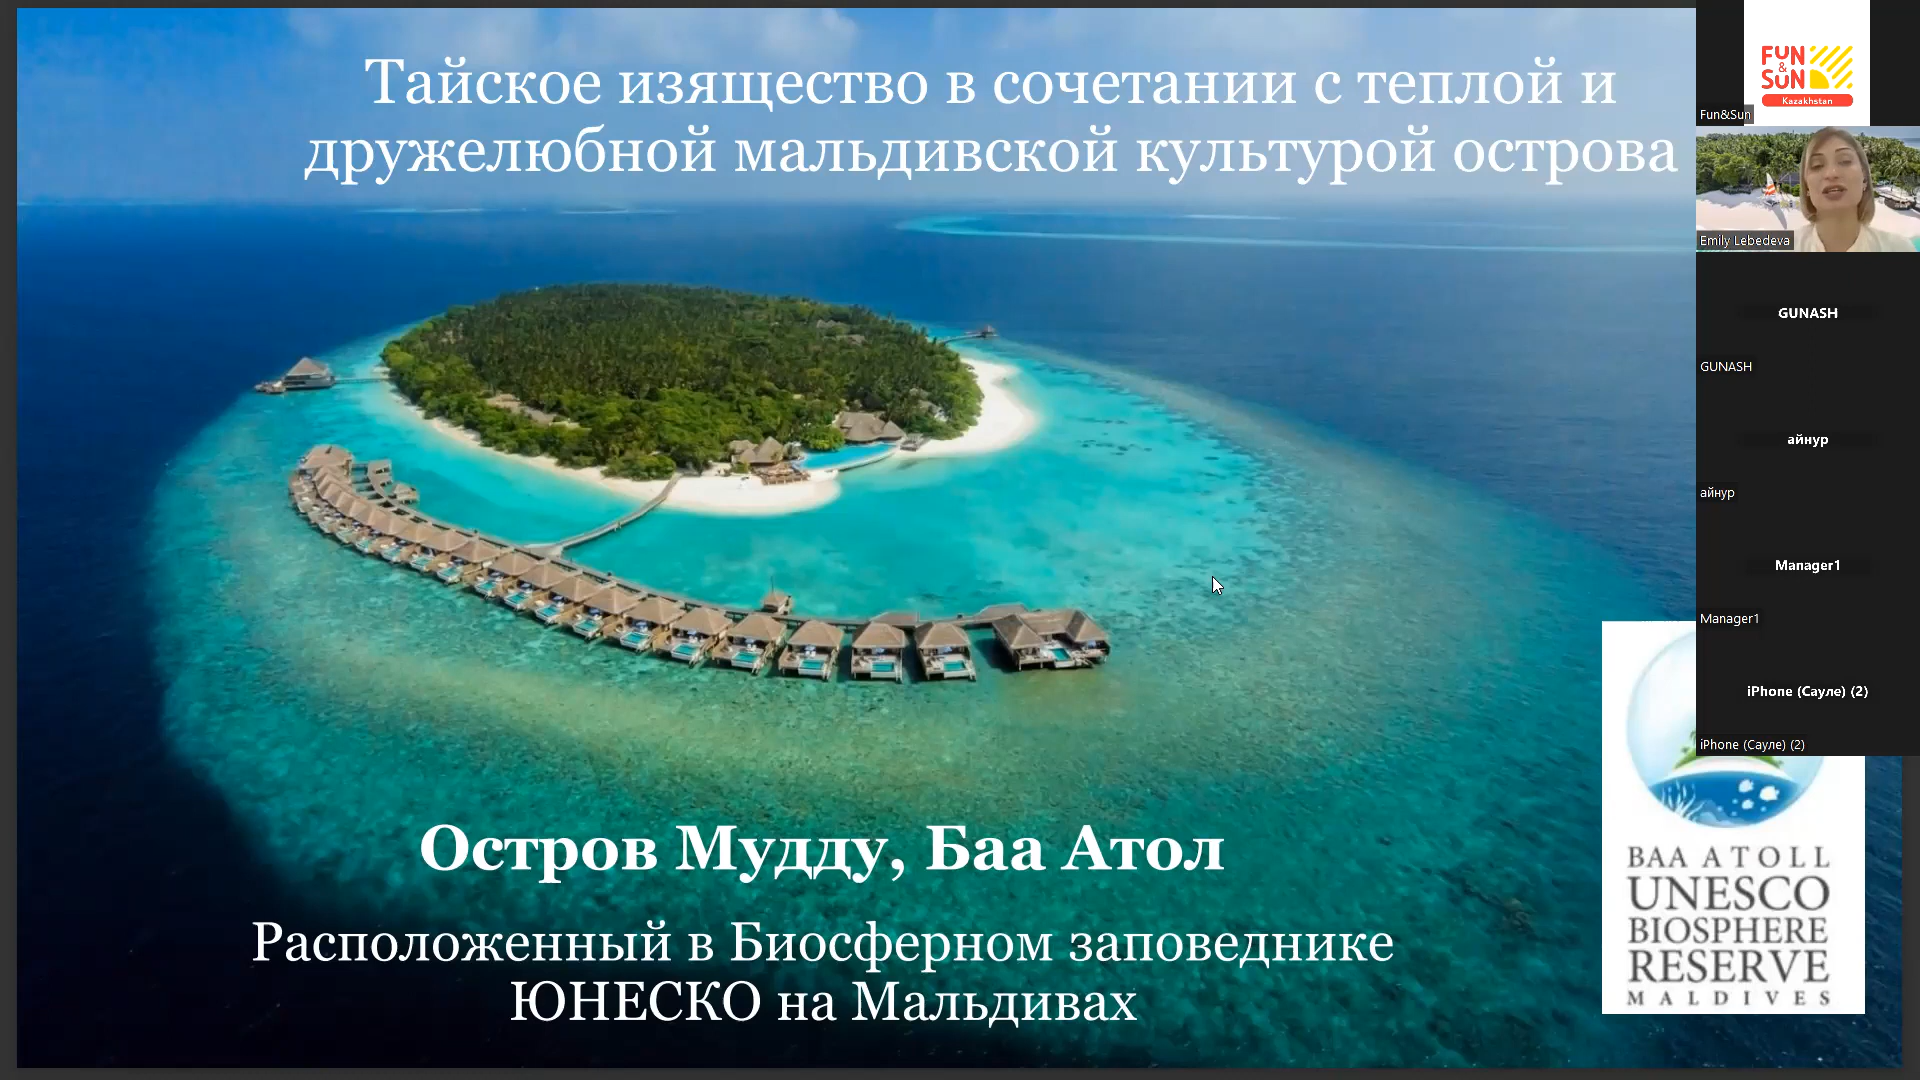 Тайское изящество в сочетании с теплой и
дружелюбной мальдивской культурой острова
Остров Мудду, Баа Атол
Расположенный в Биосферном заповеднике
ЮНЕСКО на Мальдивах
BAA ATOLL
UNESCO
BIOSPHERE
RESERVE
MALDIVES
FUN
&
SUN
Kazakhstan
Fun&Sun
Emily Lebedeva
GUNASH
GUNASH
айнур
айнур
Manager1
Manager1
iPhone (Сауле) (2)
iPhone (Сауле) (2)